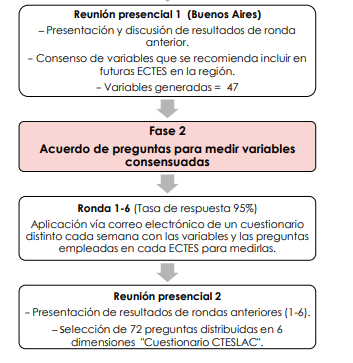 Reunión presencial 1  (Buenos Aires)
– Presentación y discusión de resultados de ronda
anterior.
- Consenso de variables que se recomienda incluir en
futuras ECTES en la región.
- Variables generadas =  47
Fase 2
Acuerdo de preguntas para medir variables
consensuadas
Ronda 1-6 (Tasa de respuesta 95%)
Aplicación vía correo electrónico de un cuestionario
distinto cada semana con las variables y las preguntas
empleadas en cada ECTES para medirlas.
Reunión presencial 2
– Presentación de resultados de rondas anteriores (1-6).
– Selección de 72 preguntas distribuidas en 6
dimensiones  "Cuestionario CTESLAC".